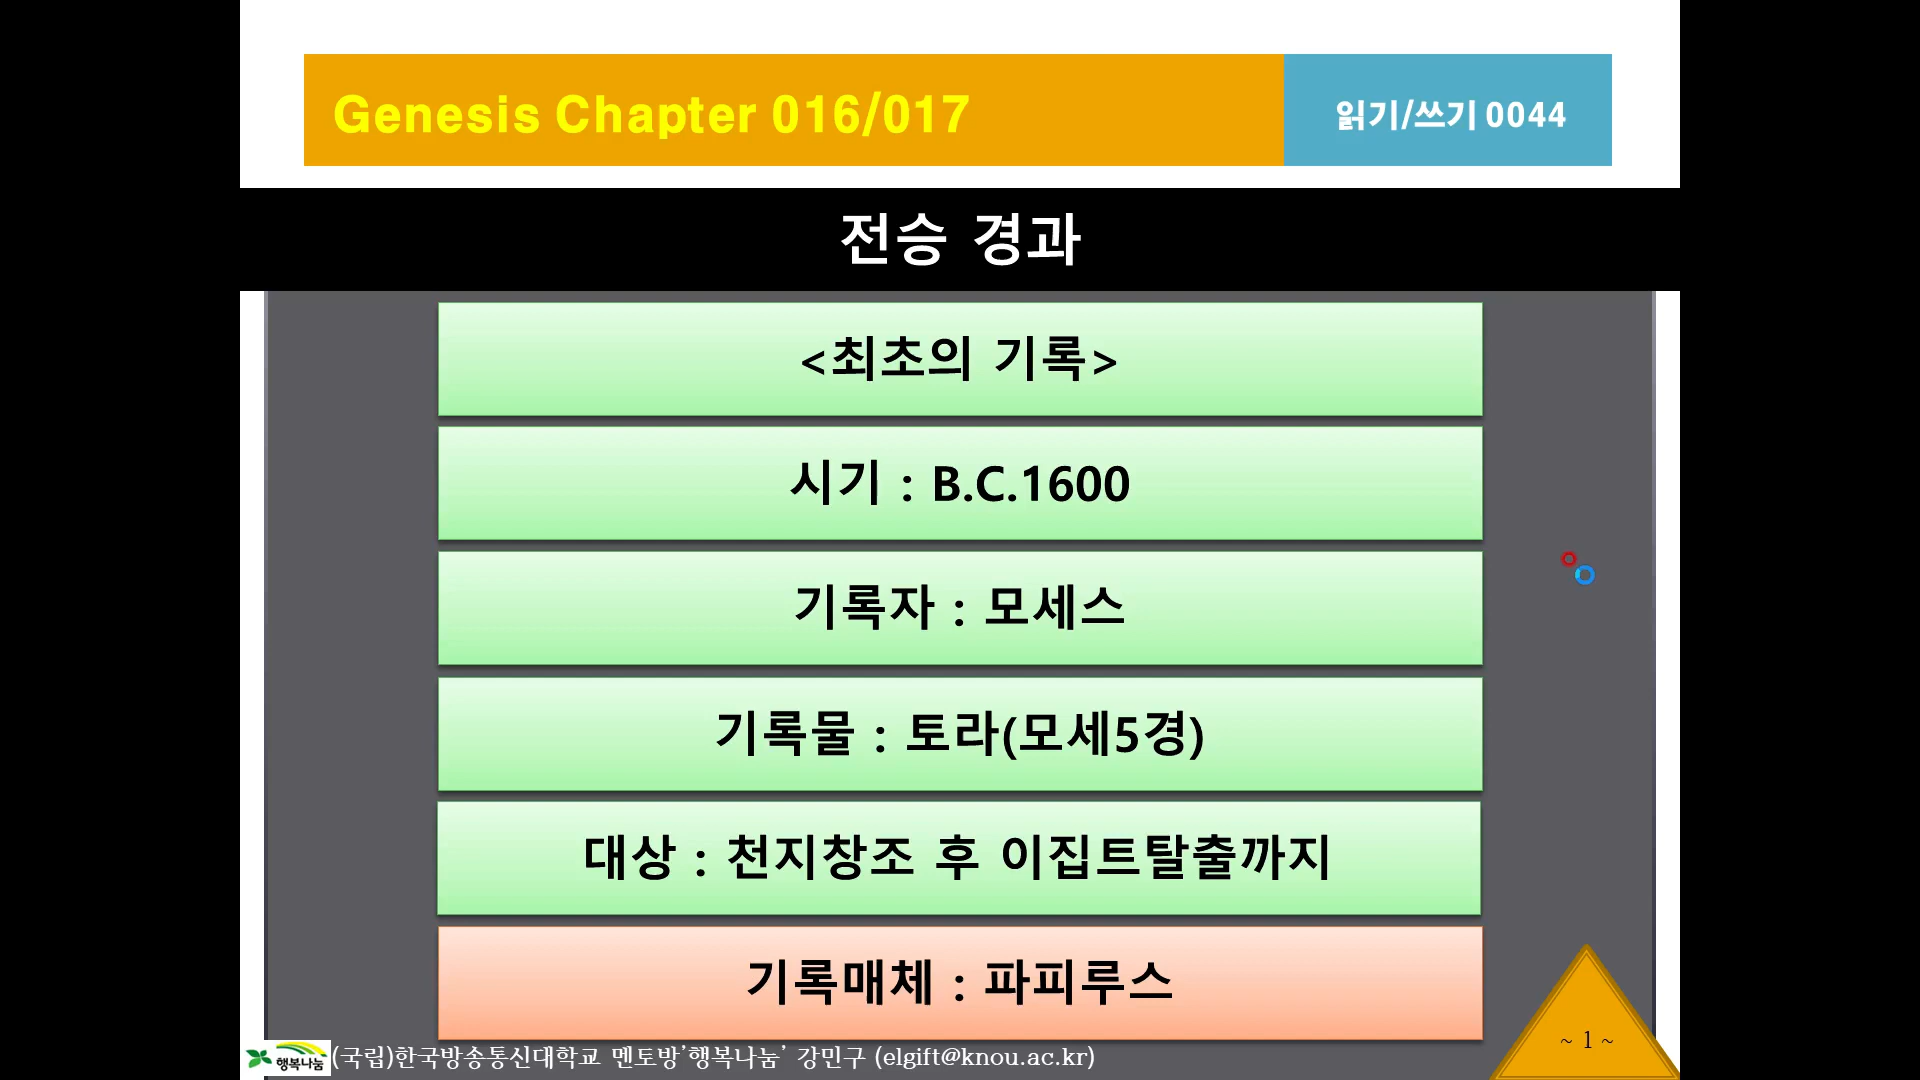 Genesis Chapter 016/017
읽기/쓰기 0044
전승 경과
<최초의 기록>
시기 : B.C.1600
기록자 : 모세스
기록물 : 토라(모세5경)
대상 : 천지창조 후 이집트탈출까지
기록매체 : 파피루스
행복나눔 (국립)한국방송통신대학교 멘토방'행복나눔' 강민구 (elgift@knou.ac.kr)
~ 1 ~